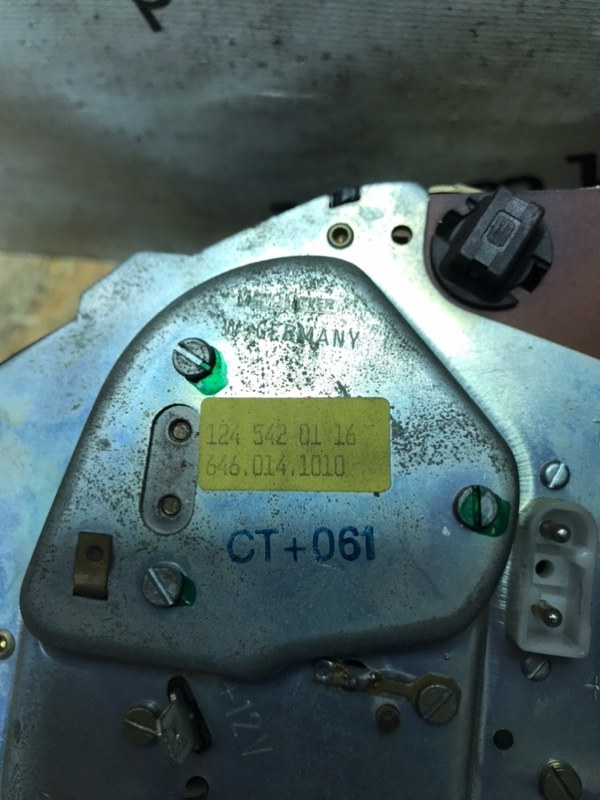 W-GERMANY
124 542 01 16
646.014.1010
CT+061
+12V